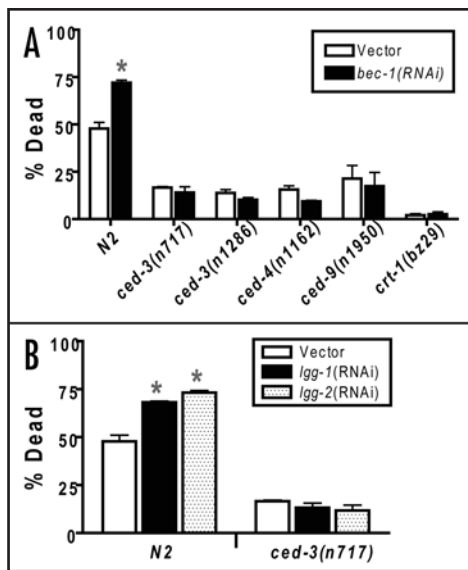 A
Vector
bec-1(RNAi)
% Dead
100
75
50
25
0
*
N2
ced-3(n717)
ced-3(n1286)
ced-4(n1162)
ced-9(n1950)
crt-1(bz29)
B
Vector
lgg-1(RNAi)
lgg-2(RNAi)
% Dead
100
75
50
25
0
*
*
N2
ced-3(n717)